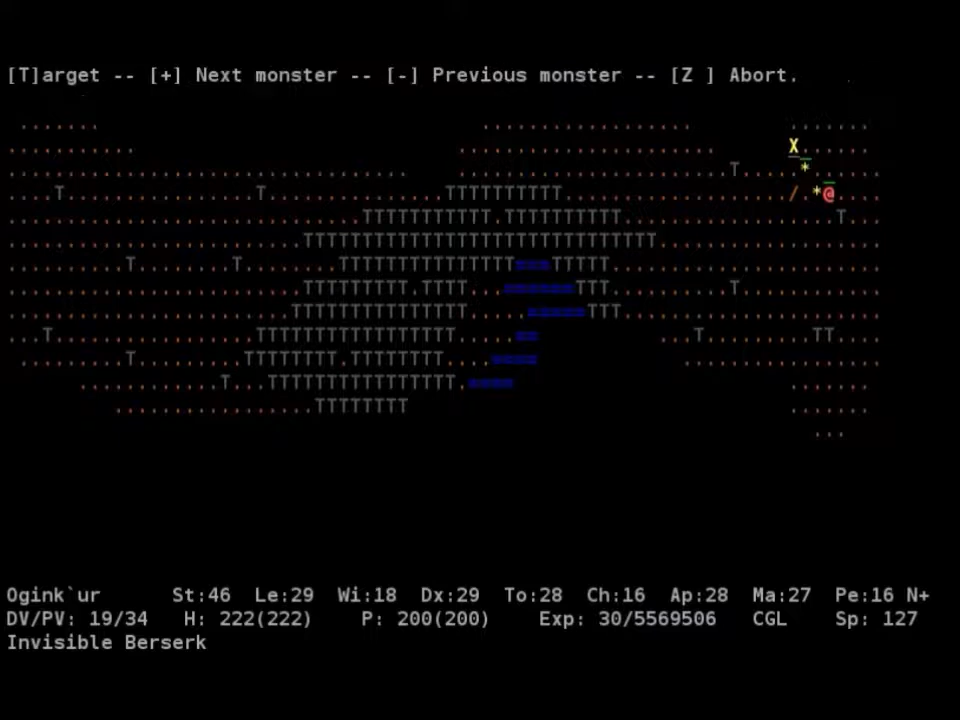 [T]arget -- [+] Next monster -- [-] Previous monster -- [Z ] Abort.
Ogink`ur St:46 Le:29 Wi:18 Dx:29 To:28 Ch:16 Ap:28 Ma:27 Pe:16 N+
DV/PV: 19/34 H: 222(222) P: 200(200) Exp: 30/5569506 CGL Sp: 127
Invisible Berserk